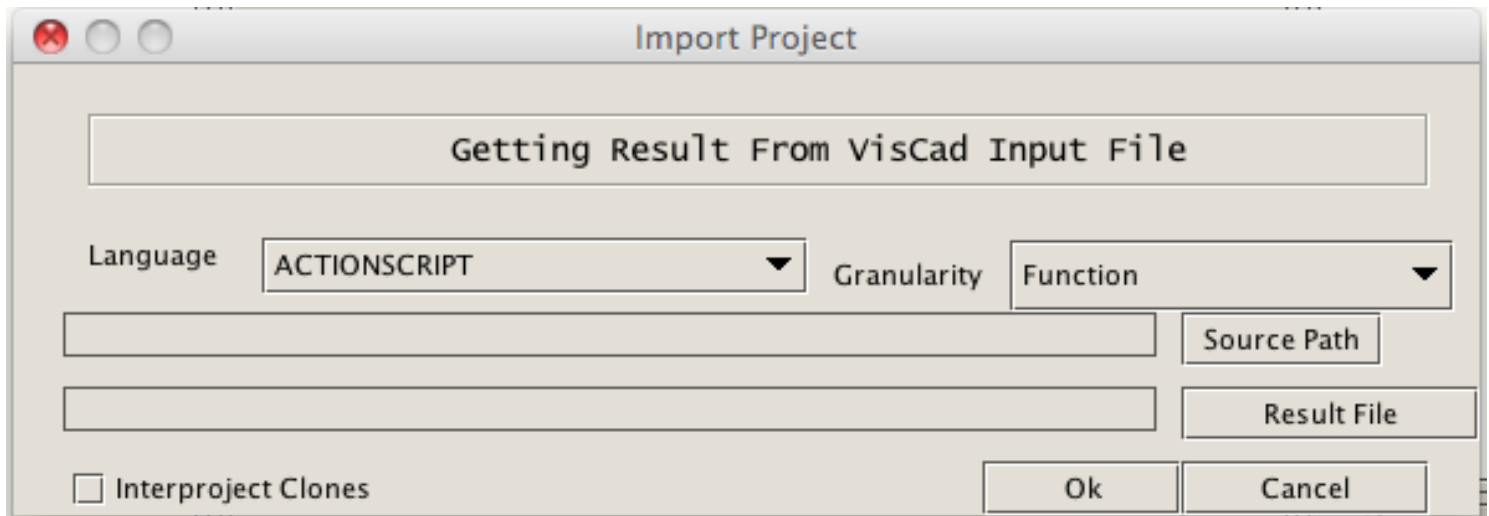 Import Project
Getting Result From VisCad Input File
Language ACTIONSCRIPT Granularity Function
Source Path
Result File
Interproject Clones Ok Cancel